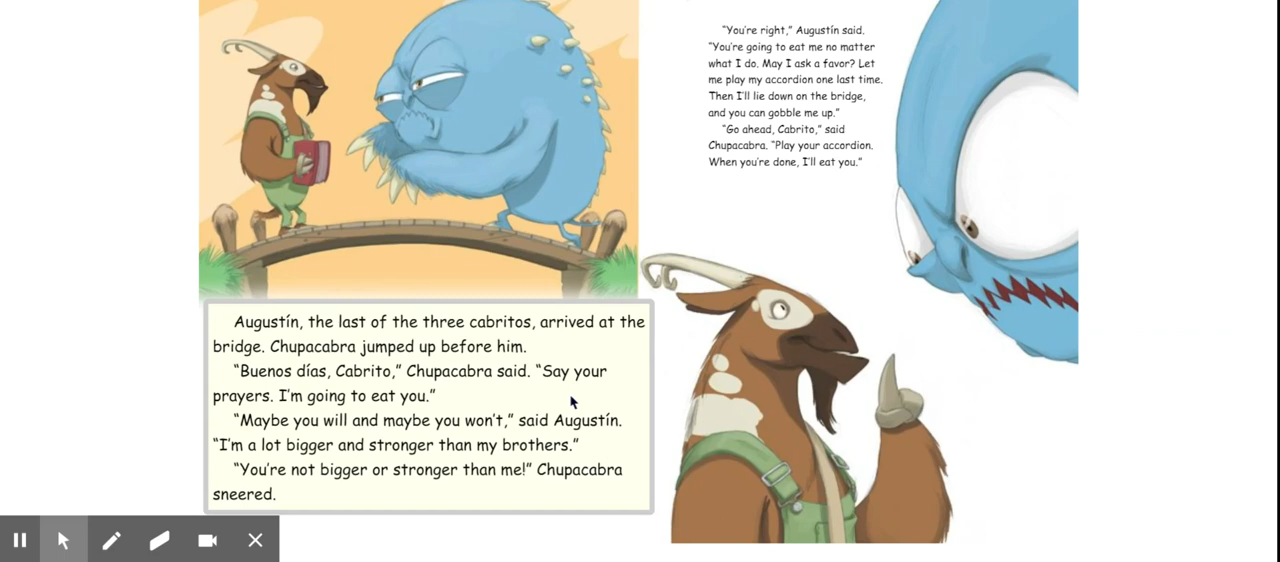 Augustín, the last of the three cabritos, arrived at the
bridge. Chupacabra jumped up before him.
“Buenos días, Cabrito,” Chupacabra said. “Say your
prayers. I’m going to eat you.”
“Maybe you will and maybe you won’t,” said Augustín.
“I’m a lot bigger and stronger than my brothers.”
“You’re not bigger or stronger than me!” Chupacabra
sneered.
“You’re right,” Augustín said.
“You’re going to eat me no matter
what I do. May I ask a favor? Let
me play my accordion one last time.
Then I’ll lie down on the bridge,
and you can gobble me up.”
“Go ahead, Cabrito,” said
Chupacabra. “Play your accordion.
When you’re done, I’ll eat you.”